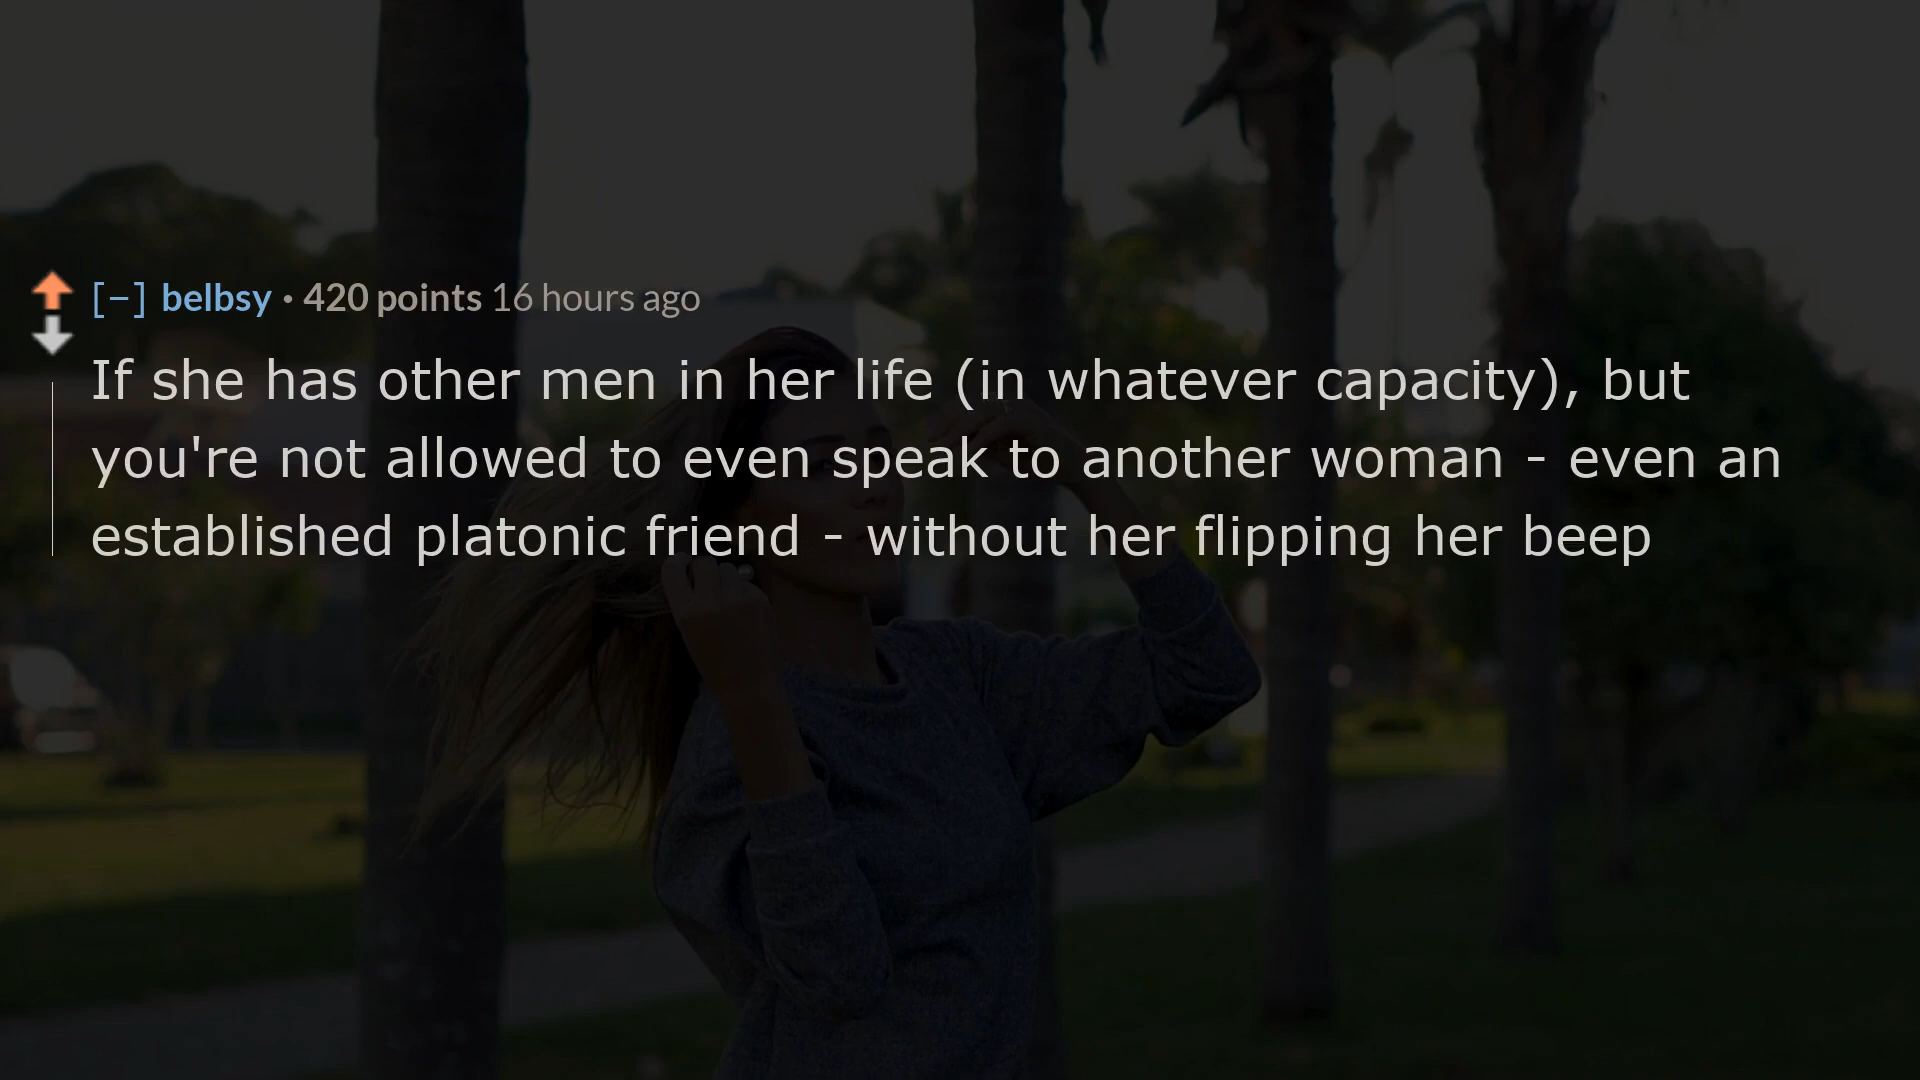 [–] belbsy • 420 points 16 hours ago
If she has other men in her life (in whatever capacity), but
you're not allowed to even speak to another woman - even an
established platonic friend - without her flipping her beep